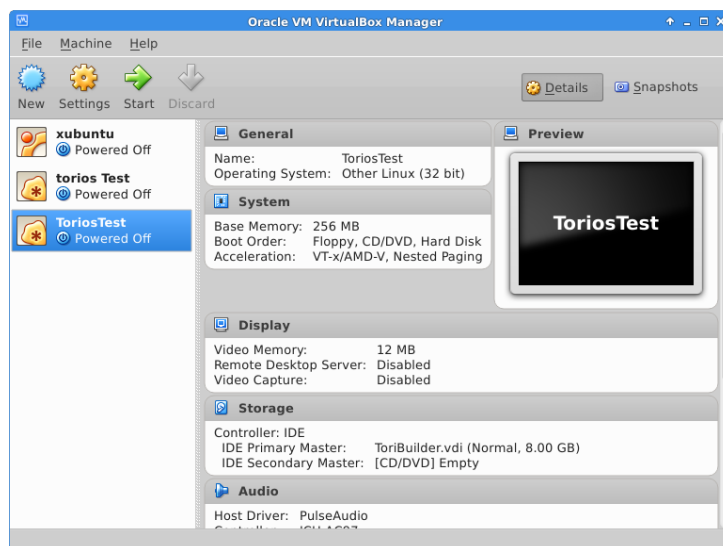 Oracle VM VirtualBox Manager
File Machine Help
New Settings Start Discard
Details Snapshots
xubuntu
Powered Off
torios Test
Powered Off
ToriosTest
Powered Off
General
Name: ToriosTest
Operating System: Other Linux (32 bit)
System
Base Memory: 256 MB
Boot Order: Floppy, CD/DVD, Hard Disk
Acceleration: VT-x/AMD-V, Nested Paging
Preview
ToriosTest
Display
Video Memory: 12 MB
Remote Desktop Server: Disabled
Video Capture: Disabled
Storage
Controller: IDE
IDE Primary Master: ToriBuilder.vdi (Normal, 8.00 GB)
IDE Secondary Master: [CD/DVD] Empty
Audio
Host Driver: PulseAudio